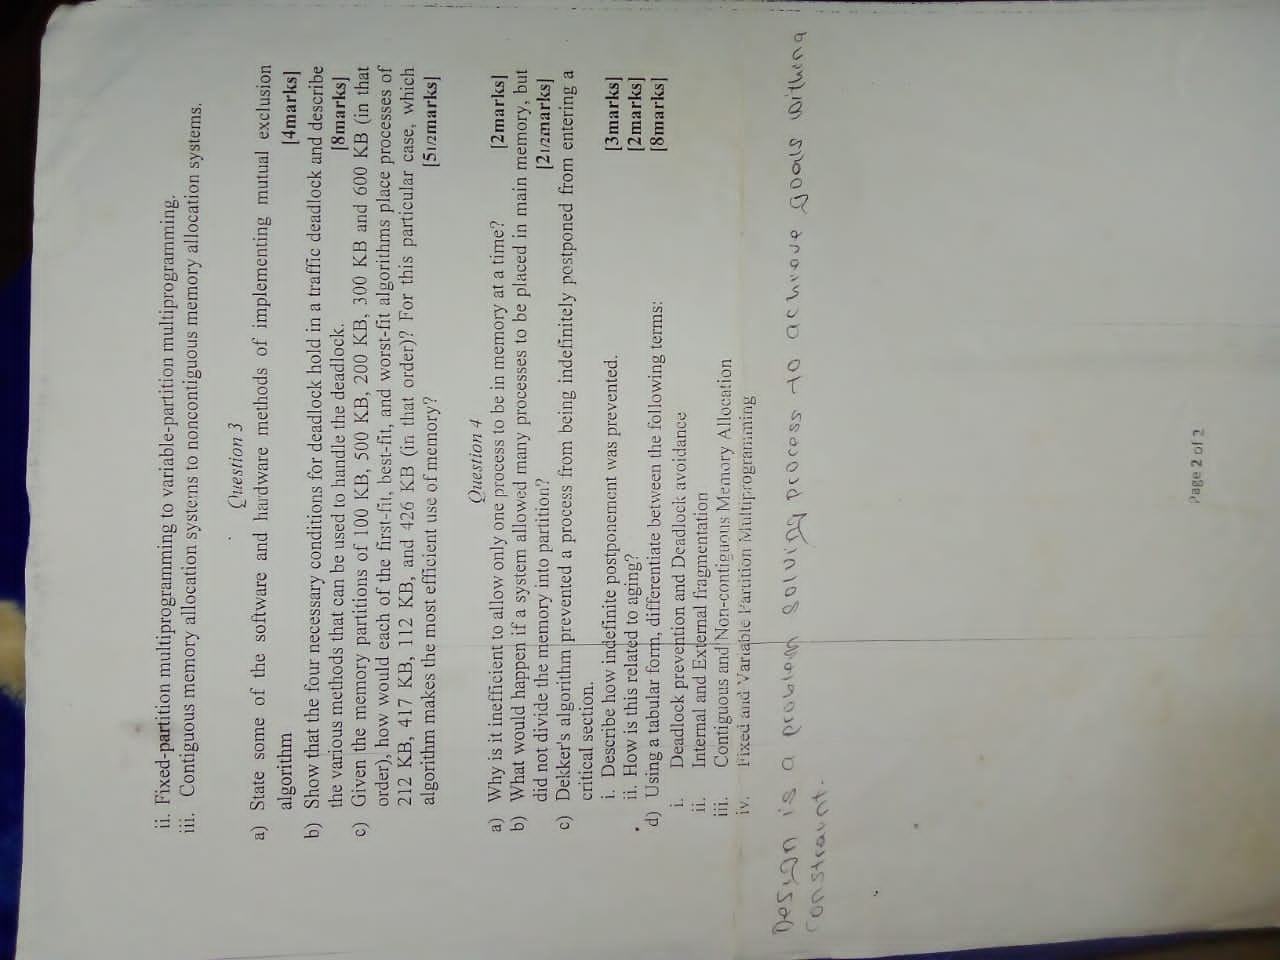 ii. Fixed-partition multiprogramming to variable-partition multiprogramming.
iii. Contiguous memory allocation systems to noncontiguous memory allocation systems.
Question 3
a) State some of the software and hardware methods of implementing mutual exclusion
algorithm [4marks]
b) Show that the four necessary conditions for deadlock hold in a traffic deadlock and describe
the various methods that can be used to handle the deadlock. [8marks]
c) Given the memory partitions of 100 KB, 500 KB, 200 KB, 300 KB and 600 KB (in that
order), how would each of the first-fit, best-fit, and worst-fit algorithms place processes of
212 KB, 417 KB, 112 KB, and 426 KB (in that order)? For this particular case, which
algorithm makes the most efficient use of memory? [51/2marks]
Question 4
a) Why is it inefficient to allow only one process to be in memory at a time? [2marks]
b) What would happen if a system allowed many processes to be placed in main memory, but
did not divide the memory into partition? [21/2marks]
c) Dekker's algorithm prevented a process from being indefinitely postponed from entering a
critical section.
i. Describe how indefinite postponement was prevented. [3marks]
ii. How is this related to aging? [2marks]
d) Using a tabular form, differentiate between the following terms: [8marks]
i. Deadlock prevention and Deadlock avoidance
ii. Internal and External fragmentation
iii. Contiguous and Non-contiguous Memory Allocation
iv. Fixed and Variable Partition Multiprogramming
Design is a problem solving process to achieve goals within a
constraint.
Page 2 of 2